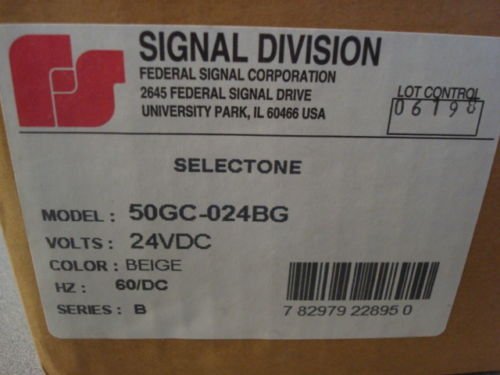 SIGNAL DIVISION
FEDERAL SIGNAL CORPORATION
2645 FEDERAL SIGNAL DRIVE
UNIVERSITY PARK, IL 60466 USA
LOT CONTROL
SELECTONE
MODEL : 50GC-024BG
VOLTS : 24VDC
COLOR : BEIGE
HZ : 60/DC
SERIES : B
7 82979 22895 0